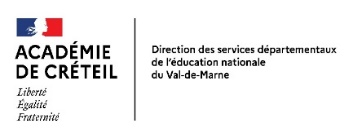 ACADÉMIE
DE CRÉTEIL
Liberté
Égalité
Fraternité
Direction des services départementaux
de l'éducation nationale
du Val-de-Marne